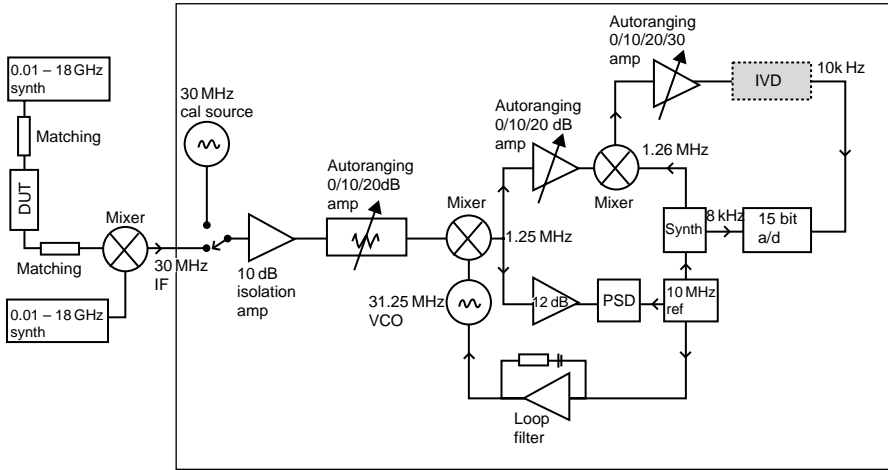 0.01 – 18 GHz
synth
Matching
DUT
Matching
Mixer
0.01 – 18 GHz
synth
30 MHz
IF
30 MHz
cal source
10 dB
isolation
amp
Autoranging
0/10/20dB
amp
Mixer
31.25 MHz
VCO
1.25 MHz
Autoranging
0/10/20 dB
amp
Mixer
Autoranging
0/10/20/30
amp
IVD
10k Hz
1.26 MHz
Synth
8 kHz
15 bit
a/d
12 dB
PSD
10 MHz
ref
Loop
filter